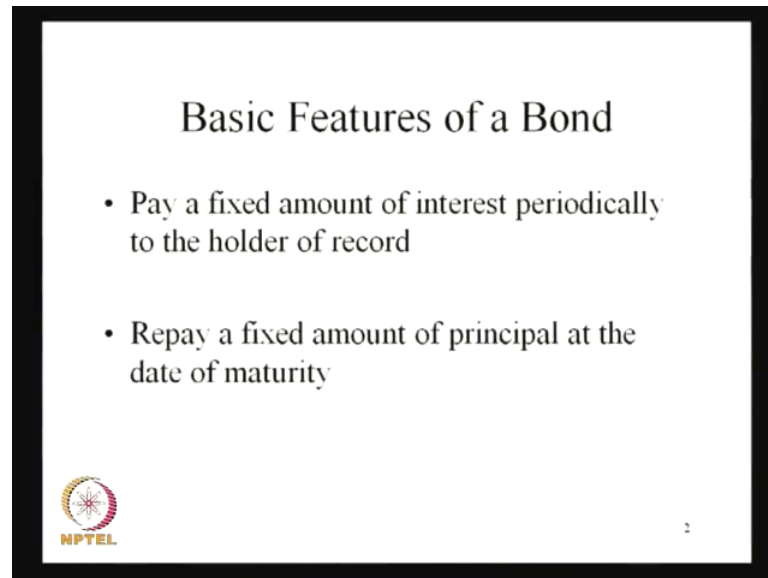 Basic Features of a Bond
• Pay a fixed amount of interest periodically
to the holder of record
• Repay a fixed amount of principal at the
date of maturity
NPTEL
2